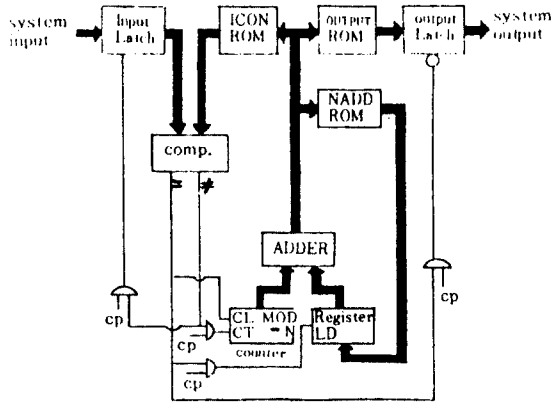 system input
Input Latch
ICON ROM
OUTPUT ROM
Output Latch
system output
NADD ROM
comp.
= ≠
ADDER
cp
CL MOD -N
CT
counter
Register
LD
cp
cp
cp